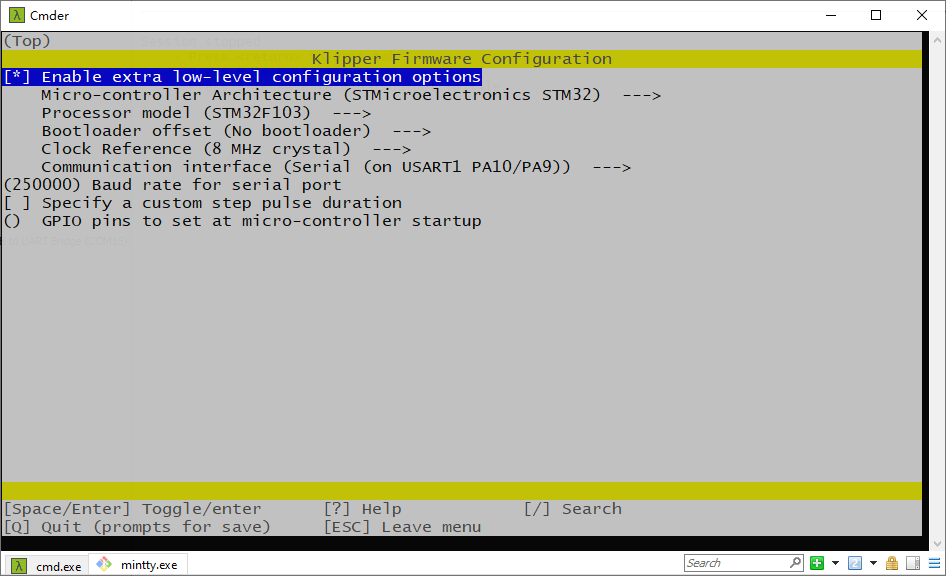 Cmder
(Top)
Klipper Firmware Configuration
[*] Enable extra low-level configuration options
Micro-controller Architecture (STMicroelectronics STM32) --->
Processor model (STM32F103) --->
Bootloader offset (No bootloader) --->
Clock Reference (8 MHz crystal) --->
Communication interface (Serial (on USART1 PA10/PA9)) --->
(250000) Baud rate for serial port
[ ] Specify a custom step pulse duration
() GPIO pins to set at micro-controller startup
[Space/Enter] Toggle/enter [?] Help [/] Search
[Q] Quit (prompts for save) [ESC] Leave menu
cmd.exe mintty.exe Search